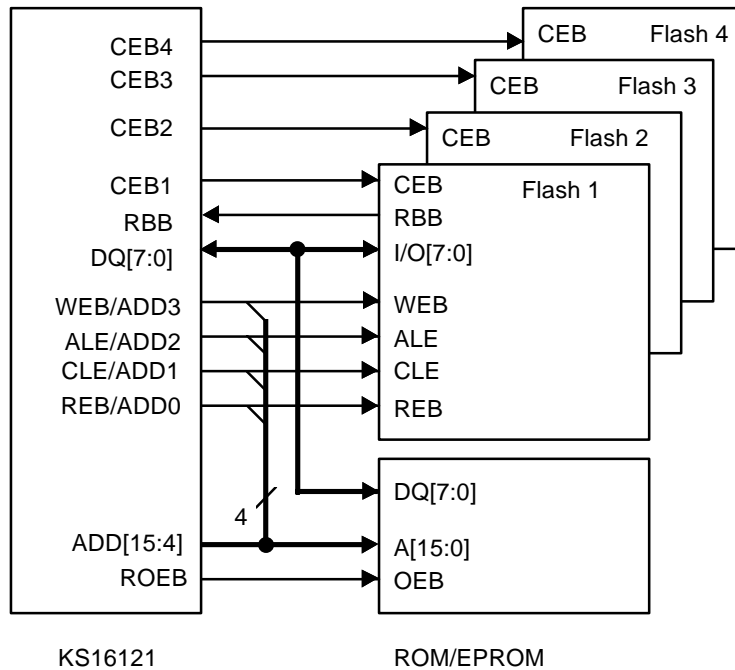 CEB4
CEB3
CEB2
CEB1
RBB
DQ[7:0]
WEB/ADD3
ALE/ADD2
CLE/ADD1
REB/ADD0
4
ADD[15:4]
ROEB
KS16121
CEB Flash 4
CEB Flash 3
CEB Flash 2
CEB Flash 1
RBB
I/O[7:0]
WEB
ALE
CLE
REB
DQ[7:0]
A[15:0]
OEB
ROM/EPROM